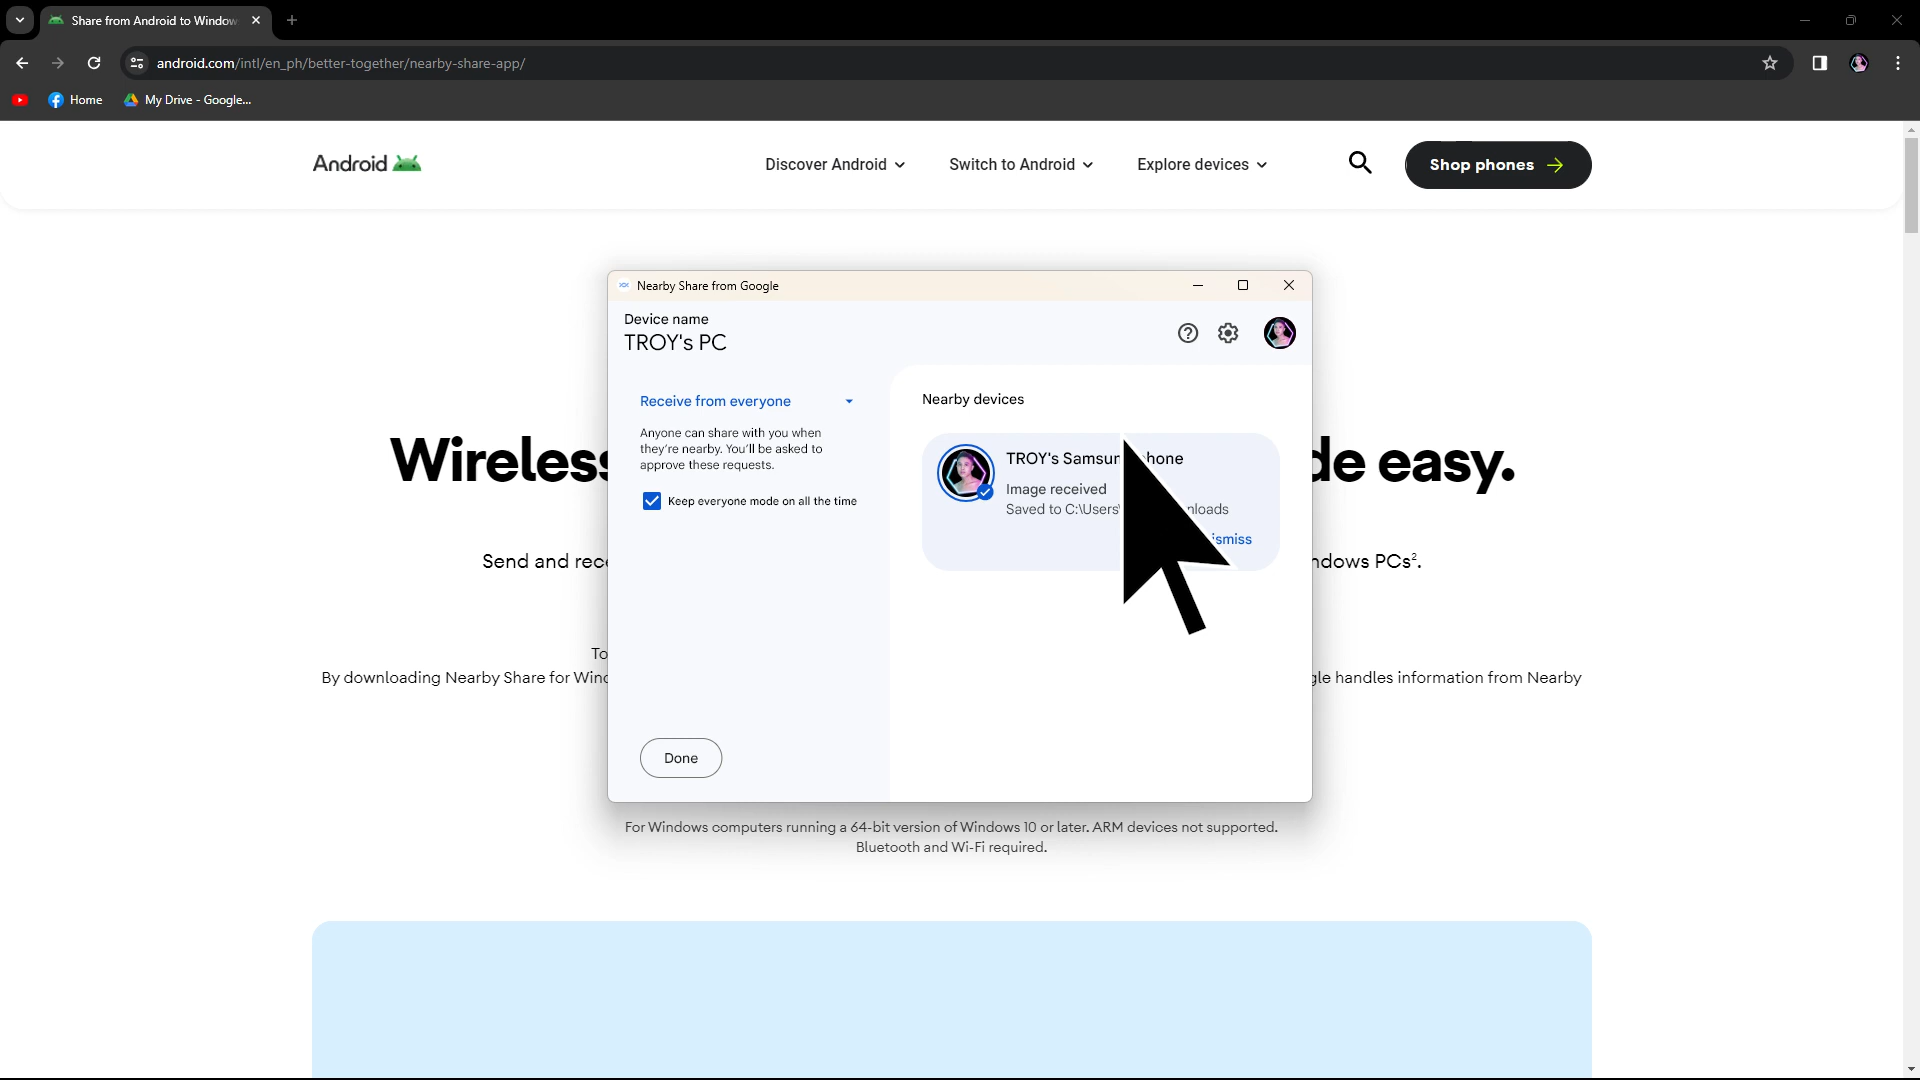 Share from Android to Window
android.com/intl/en_ph/better-together/nearby-share-app/
Home
My Drive - Google...
Android
Discover Android
Switch to Android
Explore devices
Shop phones
Nearby Share from Google
Device name
TROY's PC
Receive from everyone
Anyone can share with you when
they're nearby. You'll be asked to
approve these requests.
Keep everyone mode on all the time
Done
Nearby devices
TROY's Samsun hone
Image received
Saved to C:\Users\ nloads
ismiss
Wireless de easy.
Send and rece ndows PCs².
To
By downloading Nearby Share for Wind gle handles information from Nearby
For Windows computers running a 64-bit version of Windows 10 or later. ARM devices not supported.
Bluetooth and Wi-Fi required.